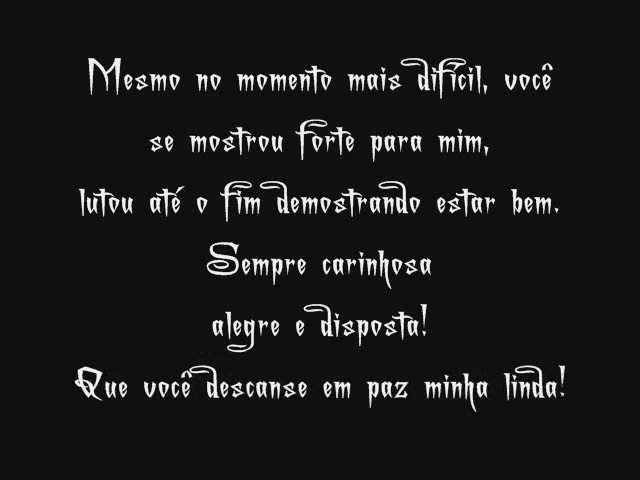 Mesmo no momento mais difícil, você
se mostrou forte para mim,
lutou até o fim demostrando estar bem.
Sempre carinhosa
alegre e disposta!
Que você descanse em paz minha linda!